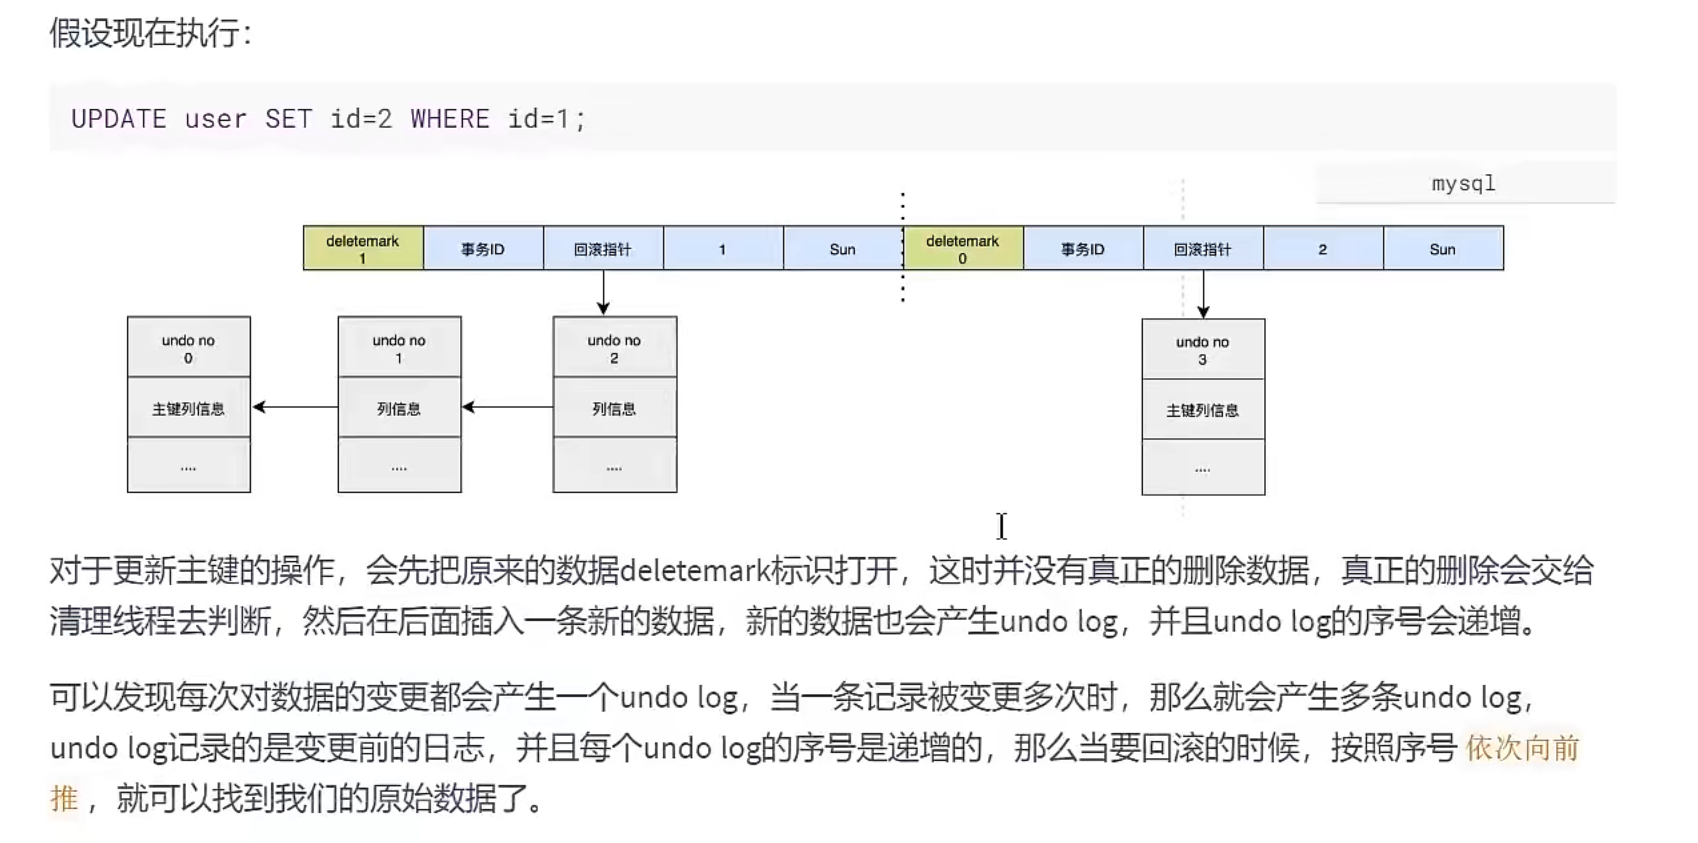 假设现在执行：
UPDATE user SET id=2 WHERE id=1;
mysql
deletemark 1 事务ID 回滚指针 1 Sun deletemark 0 事务ID 回滚指针 2 Sun
undo no 0
主键列信息
....
undo no 1
列信息
....
undo no 2
列信息
....
undo no 3
主键列信息
....
对于更新主键的操作，会先把原来的数据deletemark标识打开，这时并没有真正的删除数据，真正的删除会交给
清理线程去判断，然后在后面插入一条新的数据，新的数据也会产生undo log，并且undo log的序号会递增。
可以发现每次对数据的变更都会产生一个undo log，当一条记录被变更多次时，那么就会产生多条undo log，
undo log记录的是变更前的日志，并且每个undo log的序号是递增的，那么当要回滚的时候，按照序号 依次向前
推 ，就可以找到我们的原始数据了。